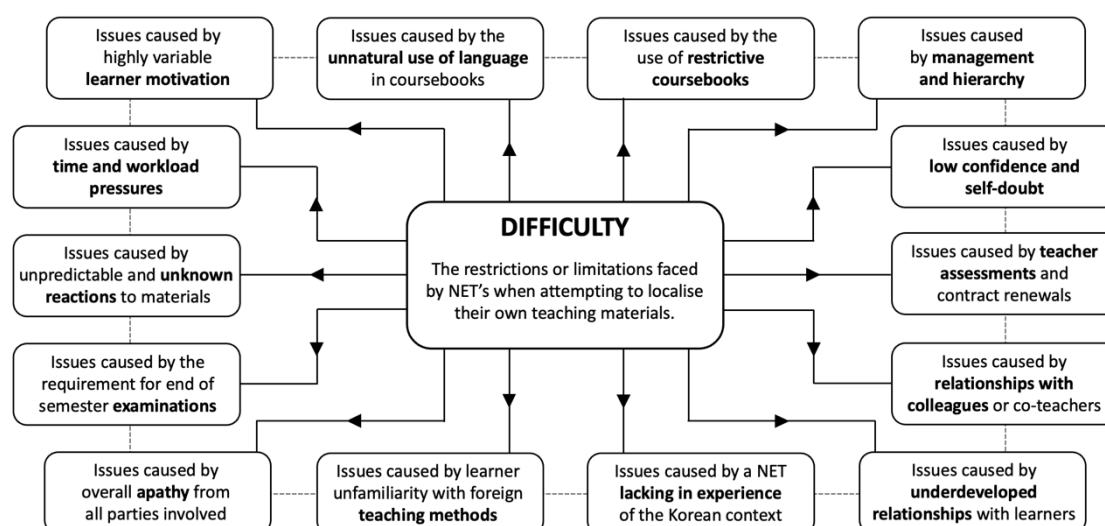 Issues caused by
highly variable
learner motivation
Issues caused by the
unnatural use of language
in coursebooks
Issues caused by the
use of restrictive
coursebooks
Issues caused
by management
and hierarchy
Issues caused by
time and workload
pressures
Issues caused by
low confidence and
self-doubt
DIFFICULTY
The restrictions or limitations faced
by NET's when attempting to localise
their own teaching materials.
Issues caused by
unpredictable and unknown
reactions to materials
Issues caused by teacher
assessments and
contract renewals
Issues caused by the
requirement for end of
semester examinations
Issues caused by
relationships with
colleagues or co-teachers
Issues caused by
overall apathy from
all parties involved
Issues caused by learner
unfamiliarity with foreign
teaching methods
Issues caused by a NET
lacking in experience
of the Korean context
Issues caused by
underdeveloped
relationships with learners